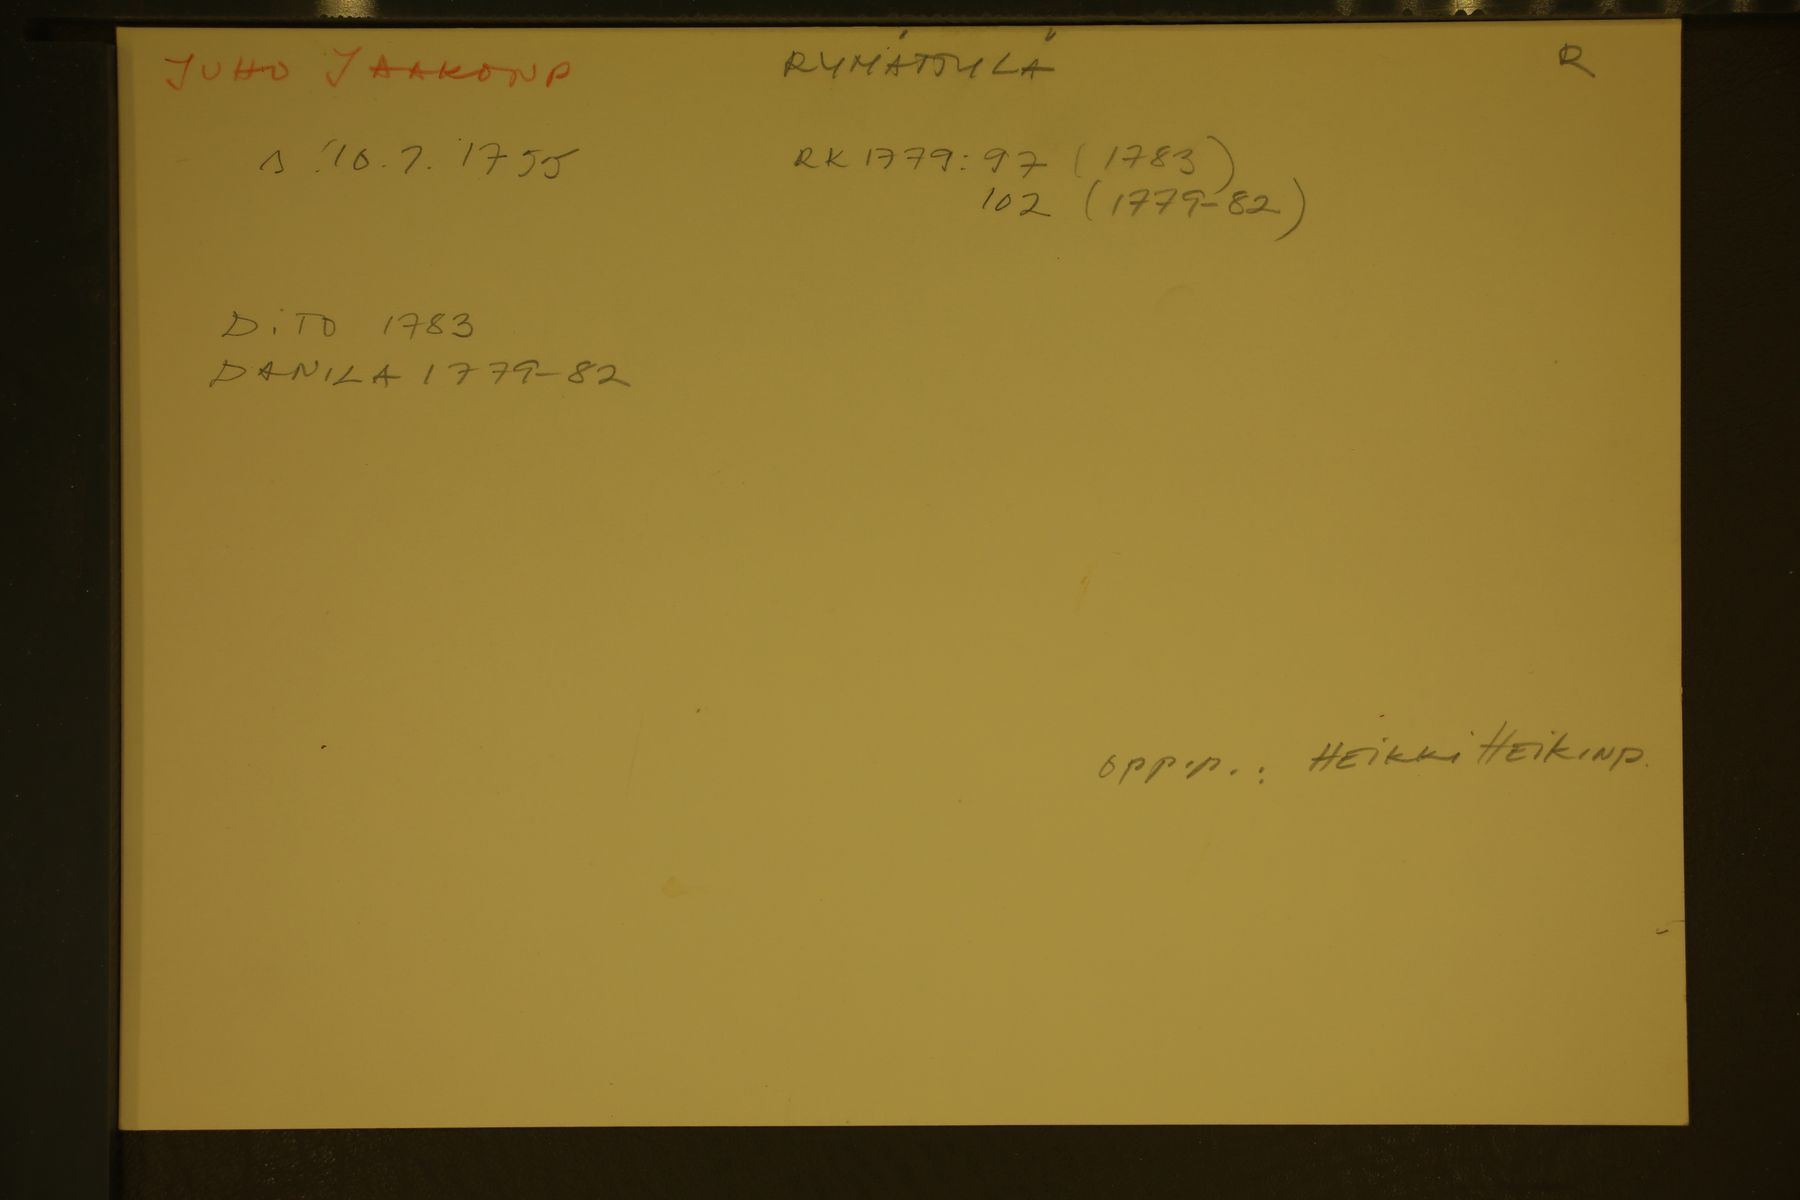 JUHO JAAKONP RYMÄTTYLÄ R
s 10.7.1755 RK 1779: 97 (1783)
102 (1779-82)
DITO 1783
DANILA 1779-82
opp.p. : HEIKKI HEIKINP.